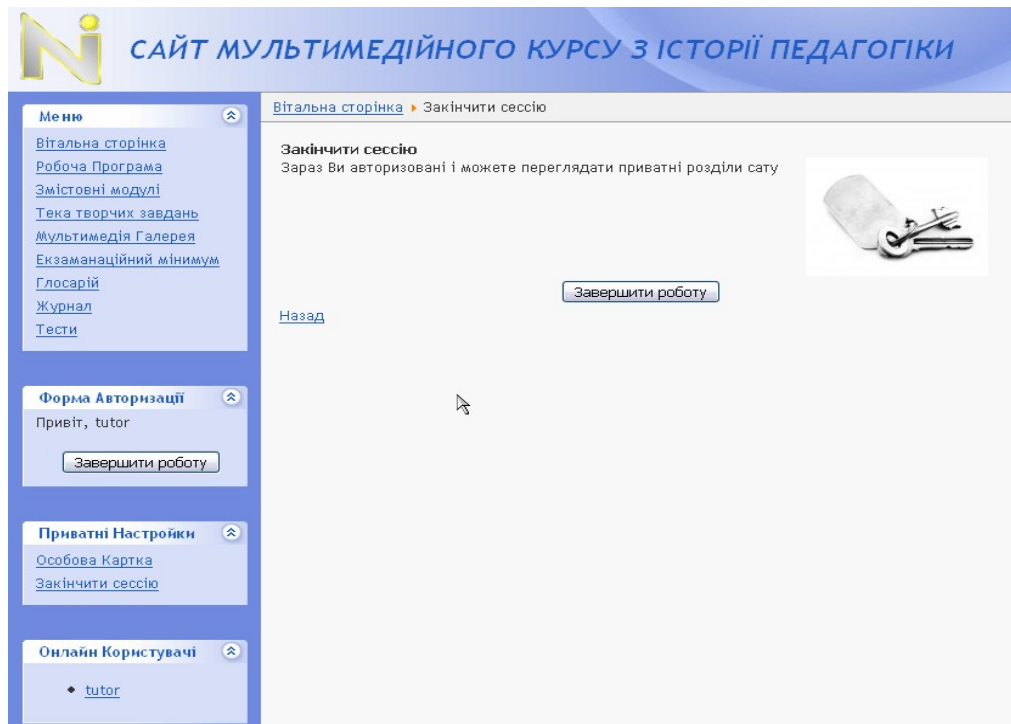 САЙТ МУЛЬТИМЕДІЙНОГО КУРСУ З ІСТОРІЇ ПЕДАГОГІКИ
Меню
Вітальна сторінка
Робоча Програма
Змістовні модулі
Тека творчих завдань
Мультимедія Галерея
Екзаманаційний мінимум
Глосарій
Журнал
Тести
Форма Авторизації
Привіт, tutor
Завершити роботу
Приватні Настройки
Особова Картка
Закінчити сессію
Онлайн Користувачі
tutor
Вітальна сторінка Закінчити сессію
Закінчити сессію
Зараз Ви авторизовані і можете переглядати приватні розділи сату
Завершити роботу
Назад